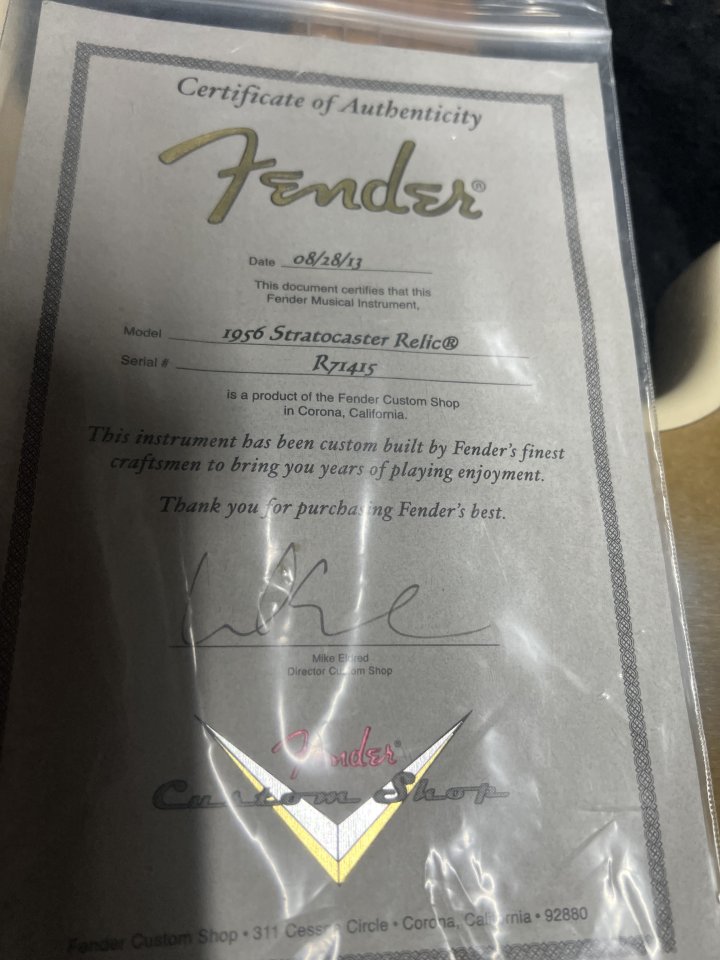 Certificate of Authenticity
Fender®
Date 08/28/13
This document certifies that this
Fender Musical Instrument,
Model 1956 Stratocaster Relic®
Serial # R71415
is a product of the Fender Custom Shop
in Corona, California.
This instrument has been custom built by Fender's finest
craftsmen to bring you years of playing enjoyment.
Thank you for purchasing Fender's best.
Mike Eldred
Director Custom Shop
Fender®
Custom Shop
Fender Custom Shop • 311 Cessna Circle • Corona, California • 92880